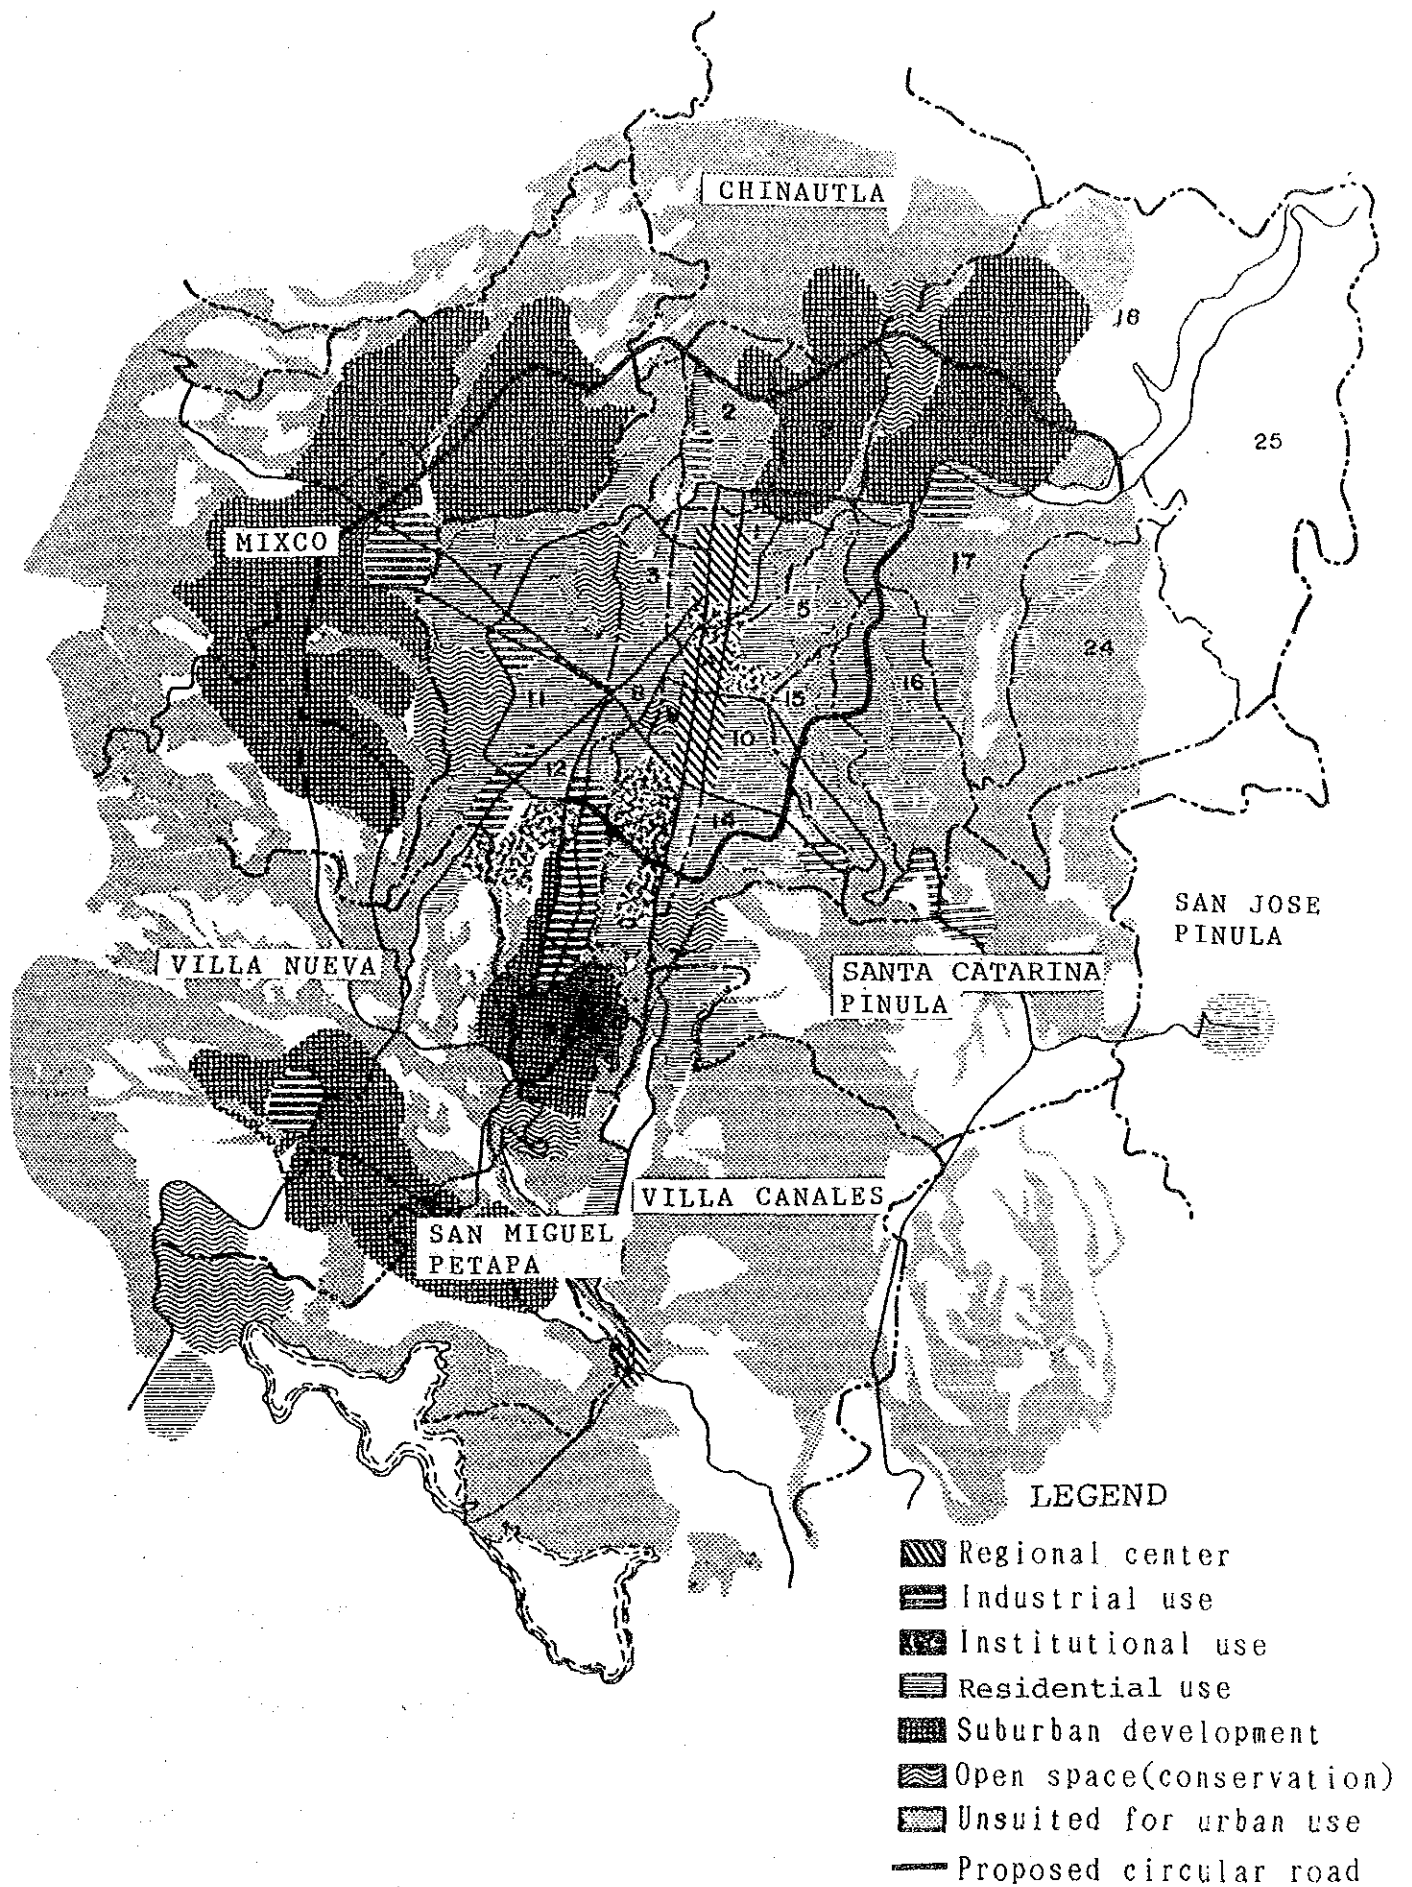 CHINAUTLA
18
2
25
MIXCO
1
7
3
17
5
24
11
8
15
16
9
10
12
14
SAN JOSE
PINULA
VILLA NUEVA
SANTA CATARINA
PINULA
VILLA CANALES
SAN MIGUEL
PETAPA
LEGEND
Regional center
Industrial use
Institutional use
Residential use
Suburban development
Open space(conservation)
Unsuited for urban use
Proposed circular road